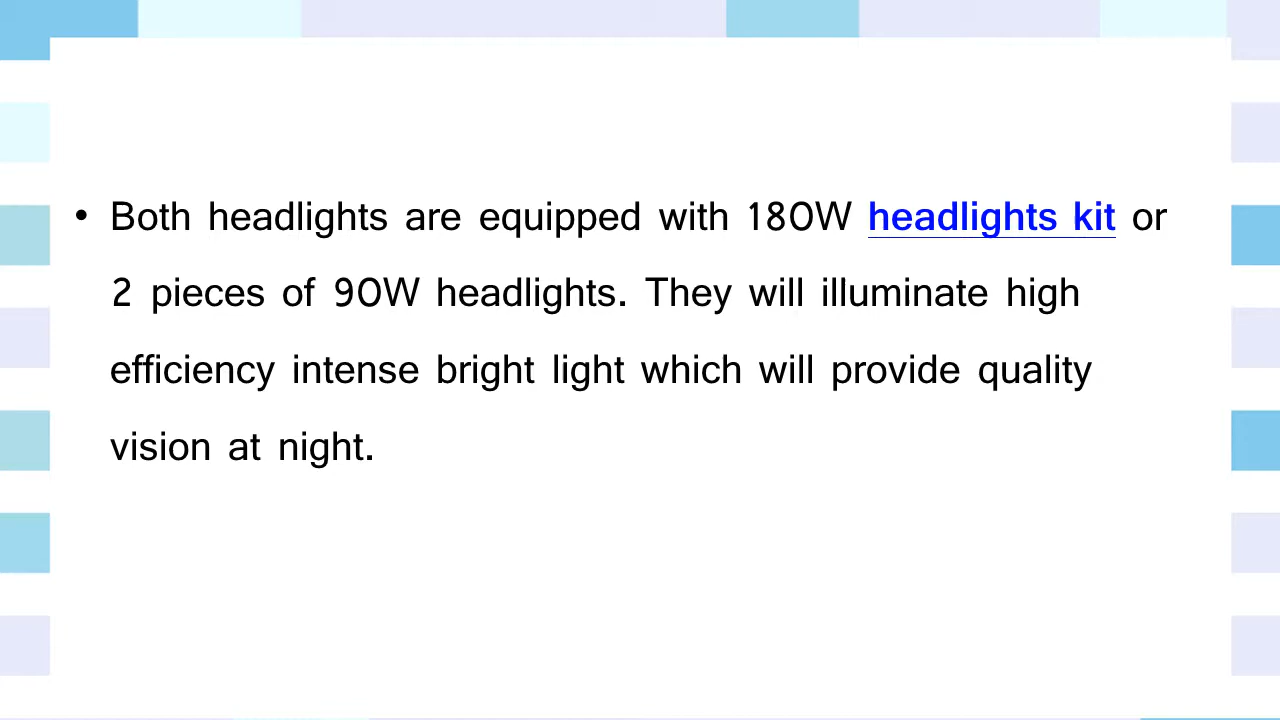 • Both headlights are equipped with 180W headlights kit or
2 pieces of 90W headlights. They will illuminate high
efficiency intense bright light which will provide quality
vision at night.